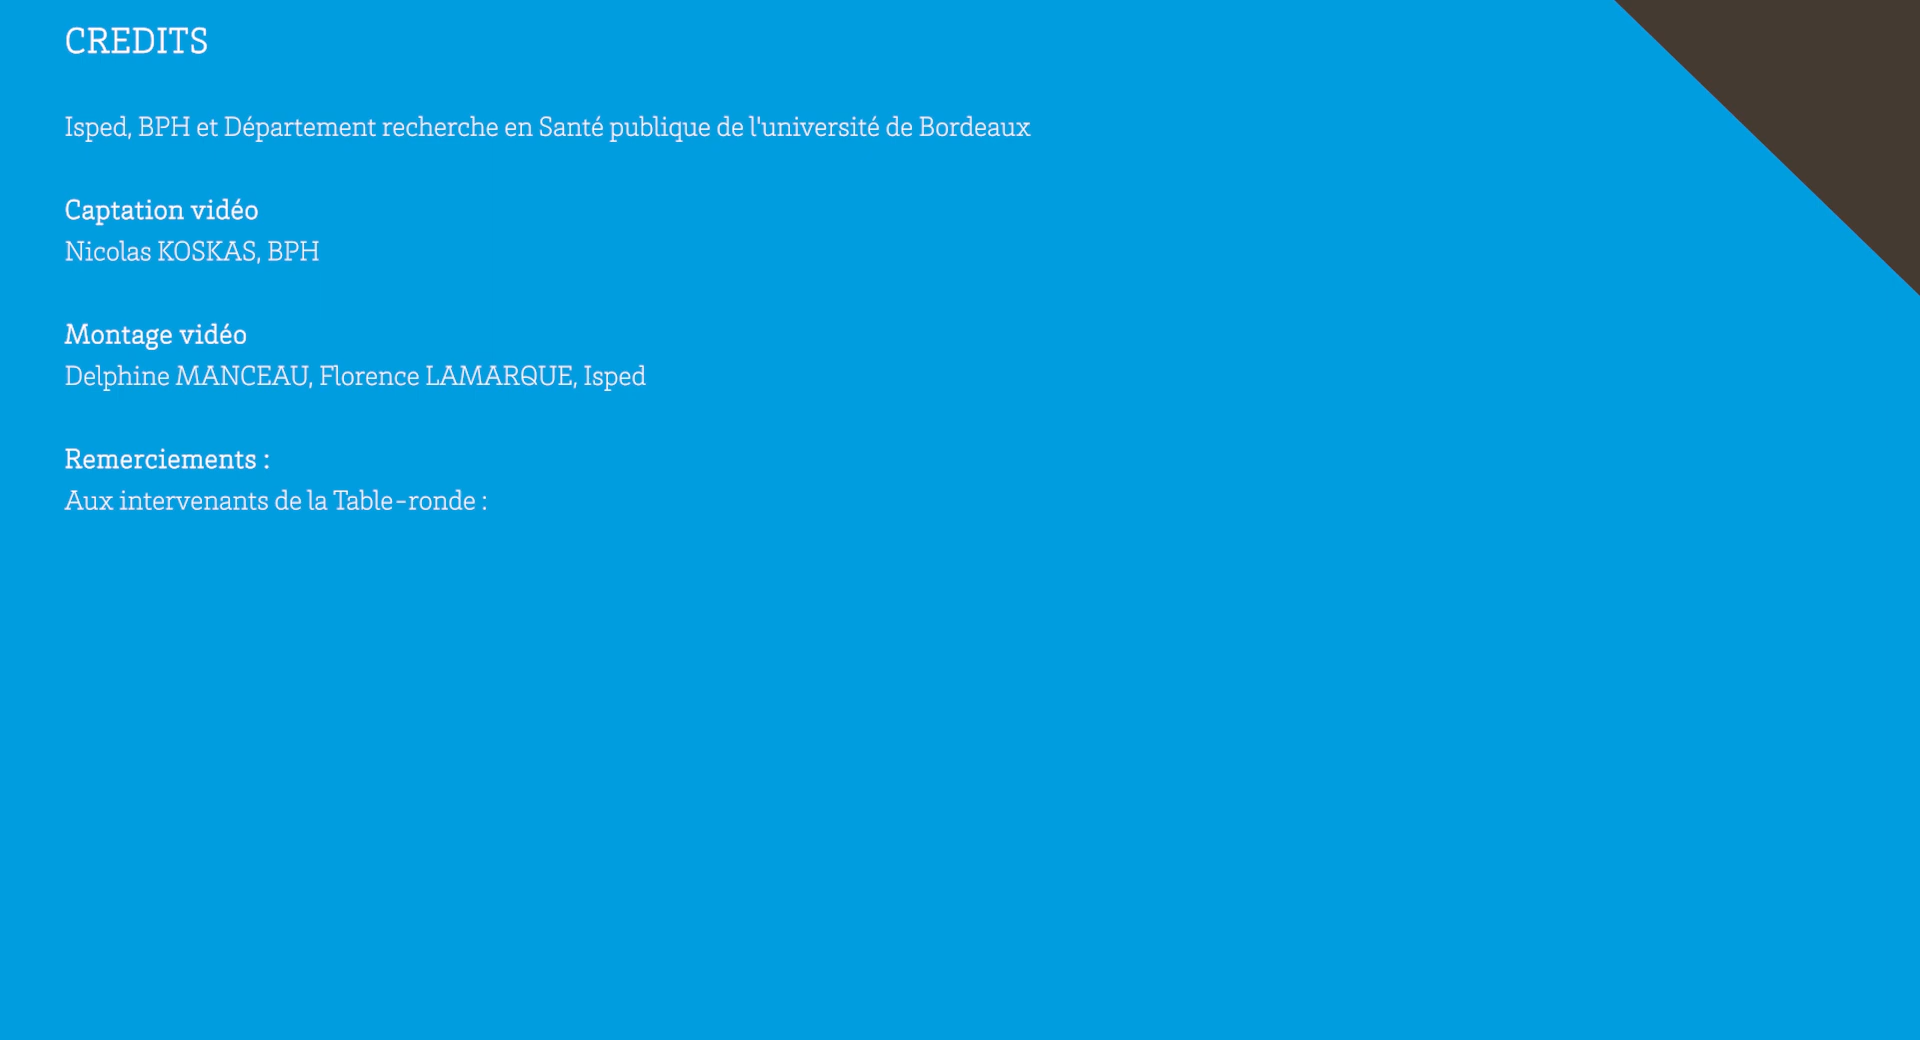 CREDITS
Isped, BPH et Département recherche en Santé publique de l'université de Bordeaux
Captation vidéo
Nicolas KOSKAS, BPH
Montage vidéo
Delphine MANCEAU, Florence LAMARQUE, Isped
Remerciements :
Aux intervenants de la Table-ronde :